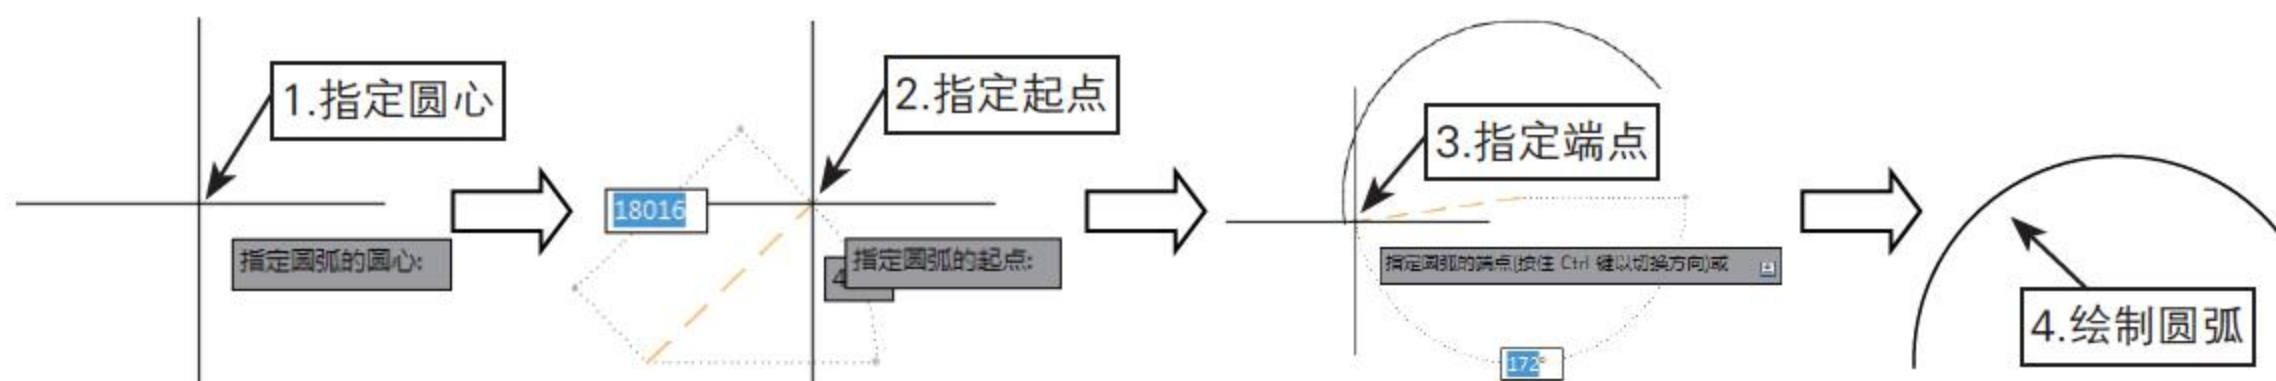 1.指定圆心
指定圆弧的圆心:
2.指定起点
18016
指定圆弧的起点:
4
3.指定端点
指定圆弧的端点(按住 Ctrl 键以切换方向)或
172°
4.绘制圆弧